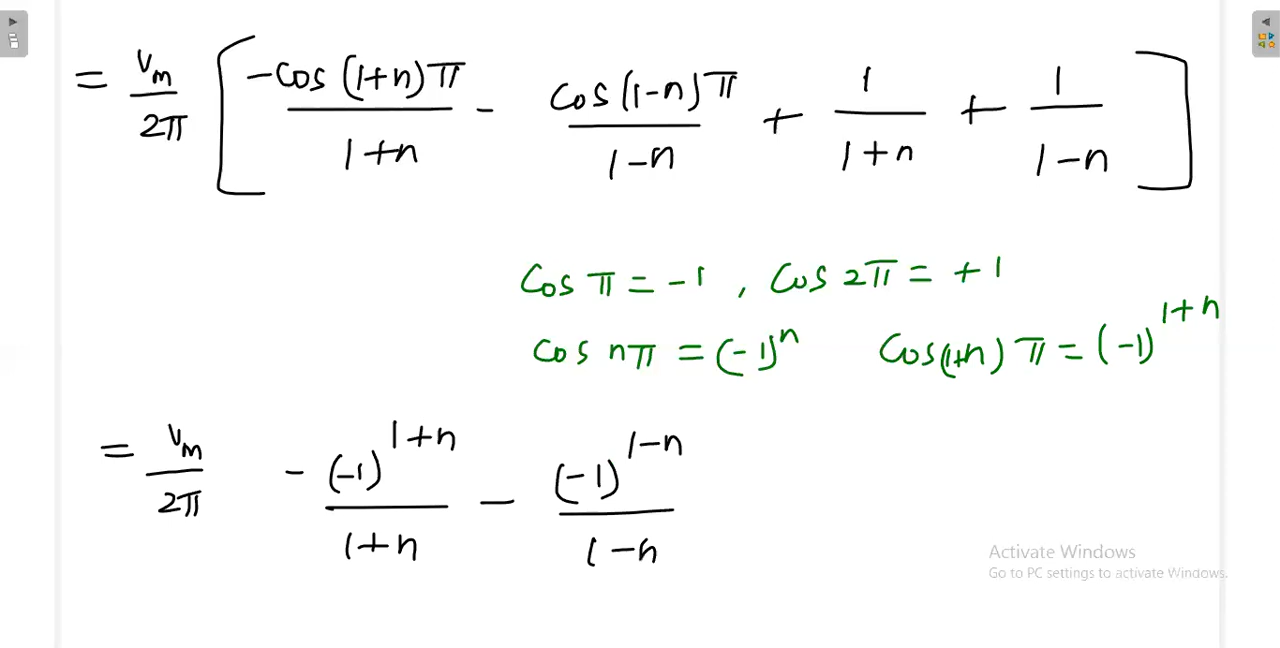 = Vm/2π [ -cos (1+n)π / 1+n - cos (1-n)π / 1-n + 1 / 1+n + 1 / 1-n ]
cos π = -1 , cos 2π = +1
cos nπ = (-1)^n cos(1+n) π = (-1)^1+n
= Vm/2π - (-1)^1+n / 1+n - (-1)^1-n / 1-n
Activate Windows
Go to PC settings to activate Windows.